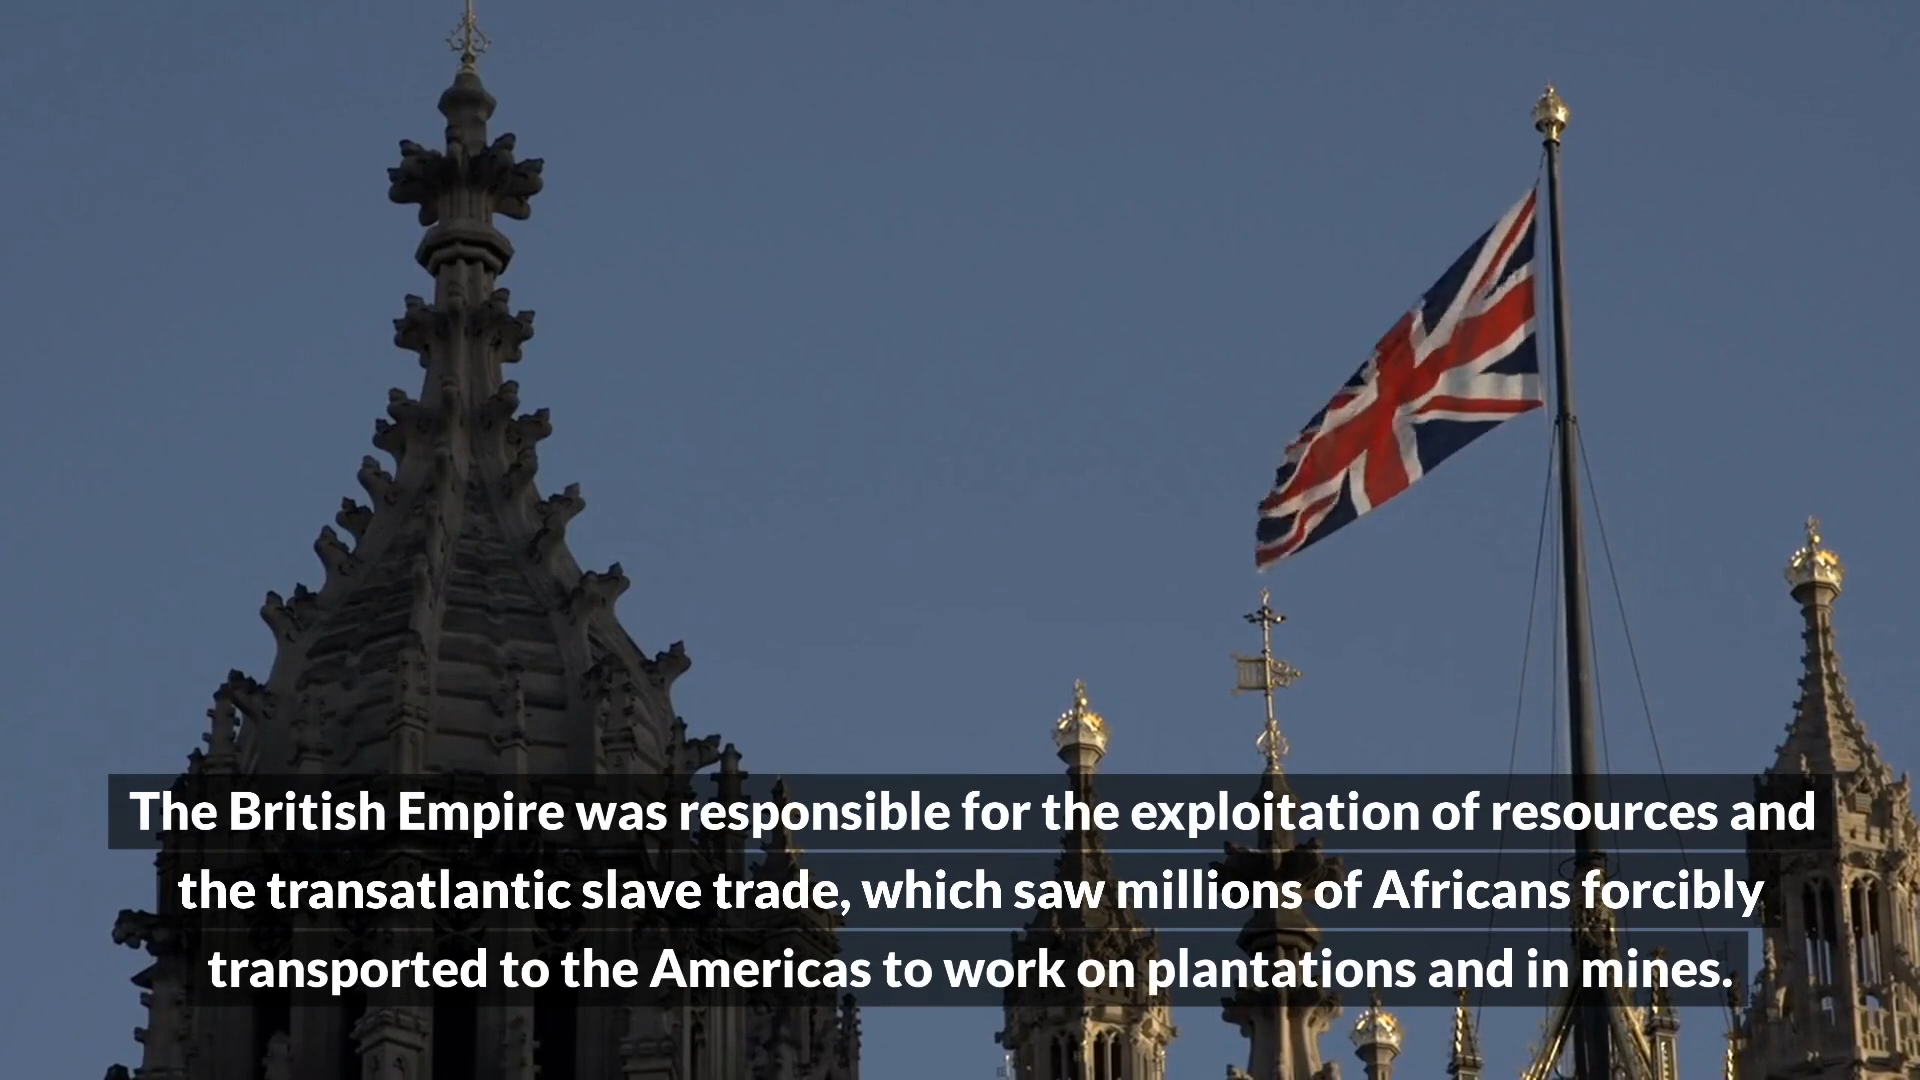 The British Empire was responsible for the exploitation of resources and
the transatlantic slave trade, which saw millions of Africans forcibly
transported to the Americas to work on plantations and in mines.